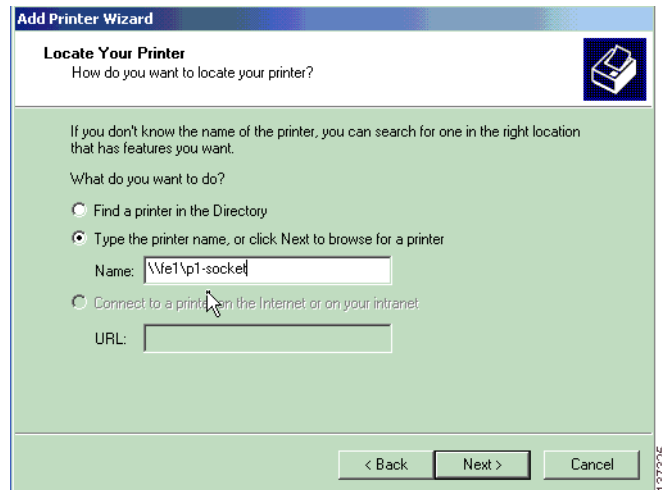 Add Printer Wizard
Locate Your Printer
How do you want to locate your printer?
If you don't know the name of the printer, you can search for one in the right location
that has features you want.
What do you want to do?
Find a printer in the Directory
Type the printer name, or click Next to browse for a printer
Name: \\fe1\p1-socket
Connect to a printer on the Internet or on your intranet
URL:
< Back Next > Cancel